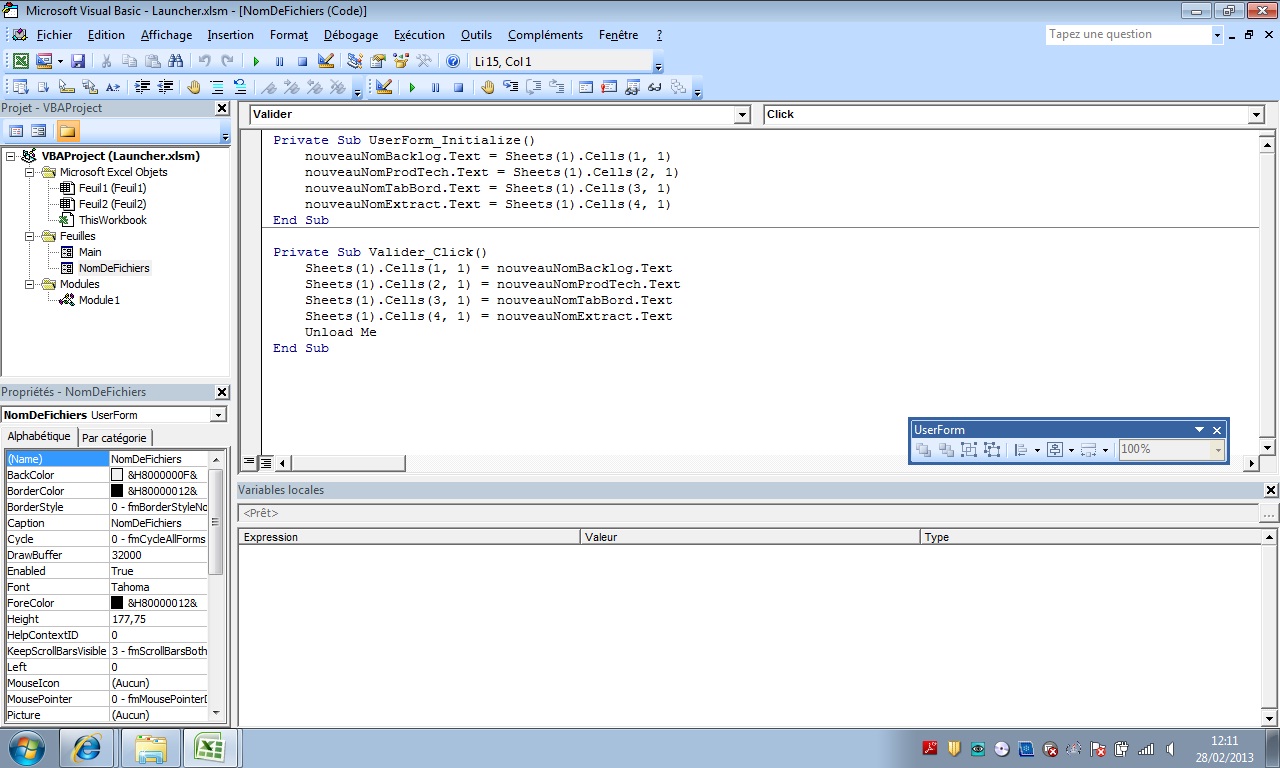 Microsoft Visual Basic - Launcher.xlsm - [NomDeFichiers (Code)]
Fichier Edition Affichage Insertion Format Débogage Exécution Outils Compléments Fenêtre ?
Tapez une question
Li 15, Col 1
Projet - VBAProject
VBAProject (Launcher.xlsm)
Microsoft Excel Objets
Feuil1 (Feuil1)
Feuil2 (Feuil2)
ThisWorkbook
Feuilles
Main
NomDeFichiers
Modules
Module1
Propriétés - NomDeFichiers
NomDeFichiers UserForm
Alphabétique Par catégorie
(Name) NomDeFichiers
BackColor &H8000000F&
BorderColor &H80000012&
BorderStyle 0 - fmBorderStyleNo
Caption NomDeFichiers
Cycle 0 - fmCycleAllForms
DrawBuffer 32000
Enabled True
Font Tahoma
ForeColor &H80000012&
Height 177,75
HelpContextID 0
KeepScrollBarsVisible 3 - fmScrollBarsBoth
Left 0
MouseIcon (Aucun)
MousePointer 0 - fmMousePointerD
Picture (Aucun)
Valider Click
Private Sub UserForm_Initialize()
nouveauNomBacklog.Text = Sheets(1).Cells(1, 1)
nouveauNomProdTech.Text = Sheets(1).Cells(2, 1)
nouveauNomTabBord.Text = Sheets(1).Cells(3, 1)
nouveauNomExtract.Text = Sheets(1).Cells(4, 1)
End Sub
Private Sub Valider_Click()
Sheets(1).Cells(1, 1) = nouveauNomBacklog.Text
Sheets(1).Cells(2, 1) = nouveauNomProdTech.Text
Sheets(1).Cells(3, 1) = nouveauNomTabBord.Text
Sheets(1).Cells(4, 1) = nouveauNomExtract.Text
Unload Me
End Sub
UserForm
100%
Variables locales
<Prêt>
...
Expression Valeur Type
12:11
28/02/2013